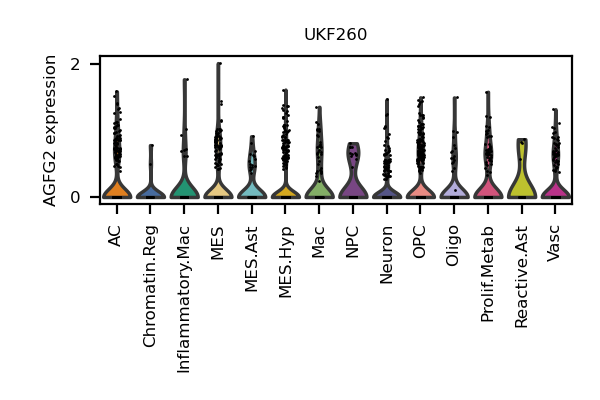 UKF260
AGFG2 expression
2
0
AC
Chromatin.Reg
Inflammatory.Mac
MES
MES.Ast
MES.Hyp
Mac
NPC
Neuron
OPC
Oligo
Prolif.Metab
Reactive.Ast
Vasc